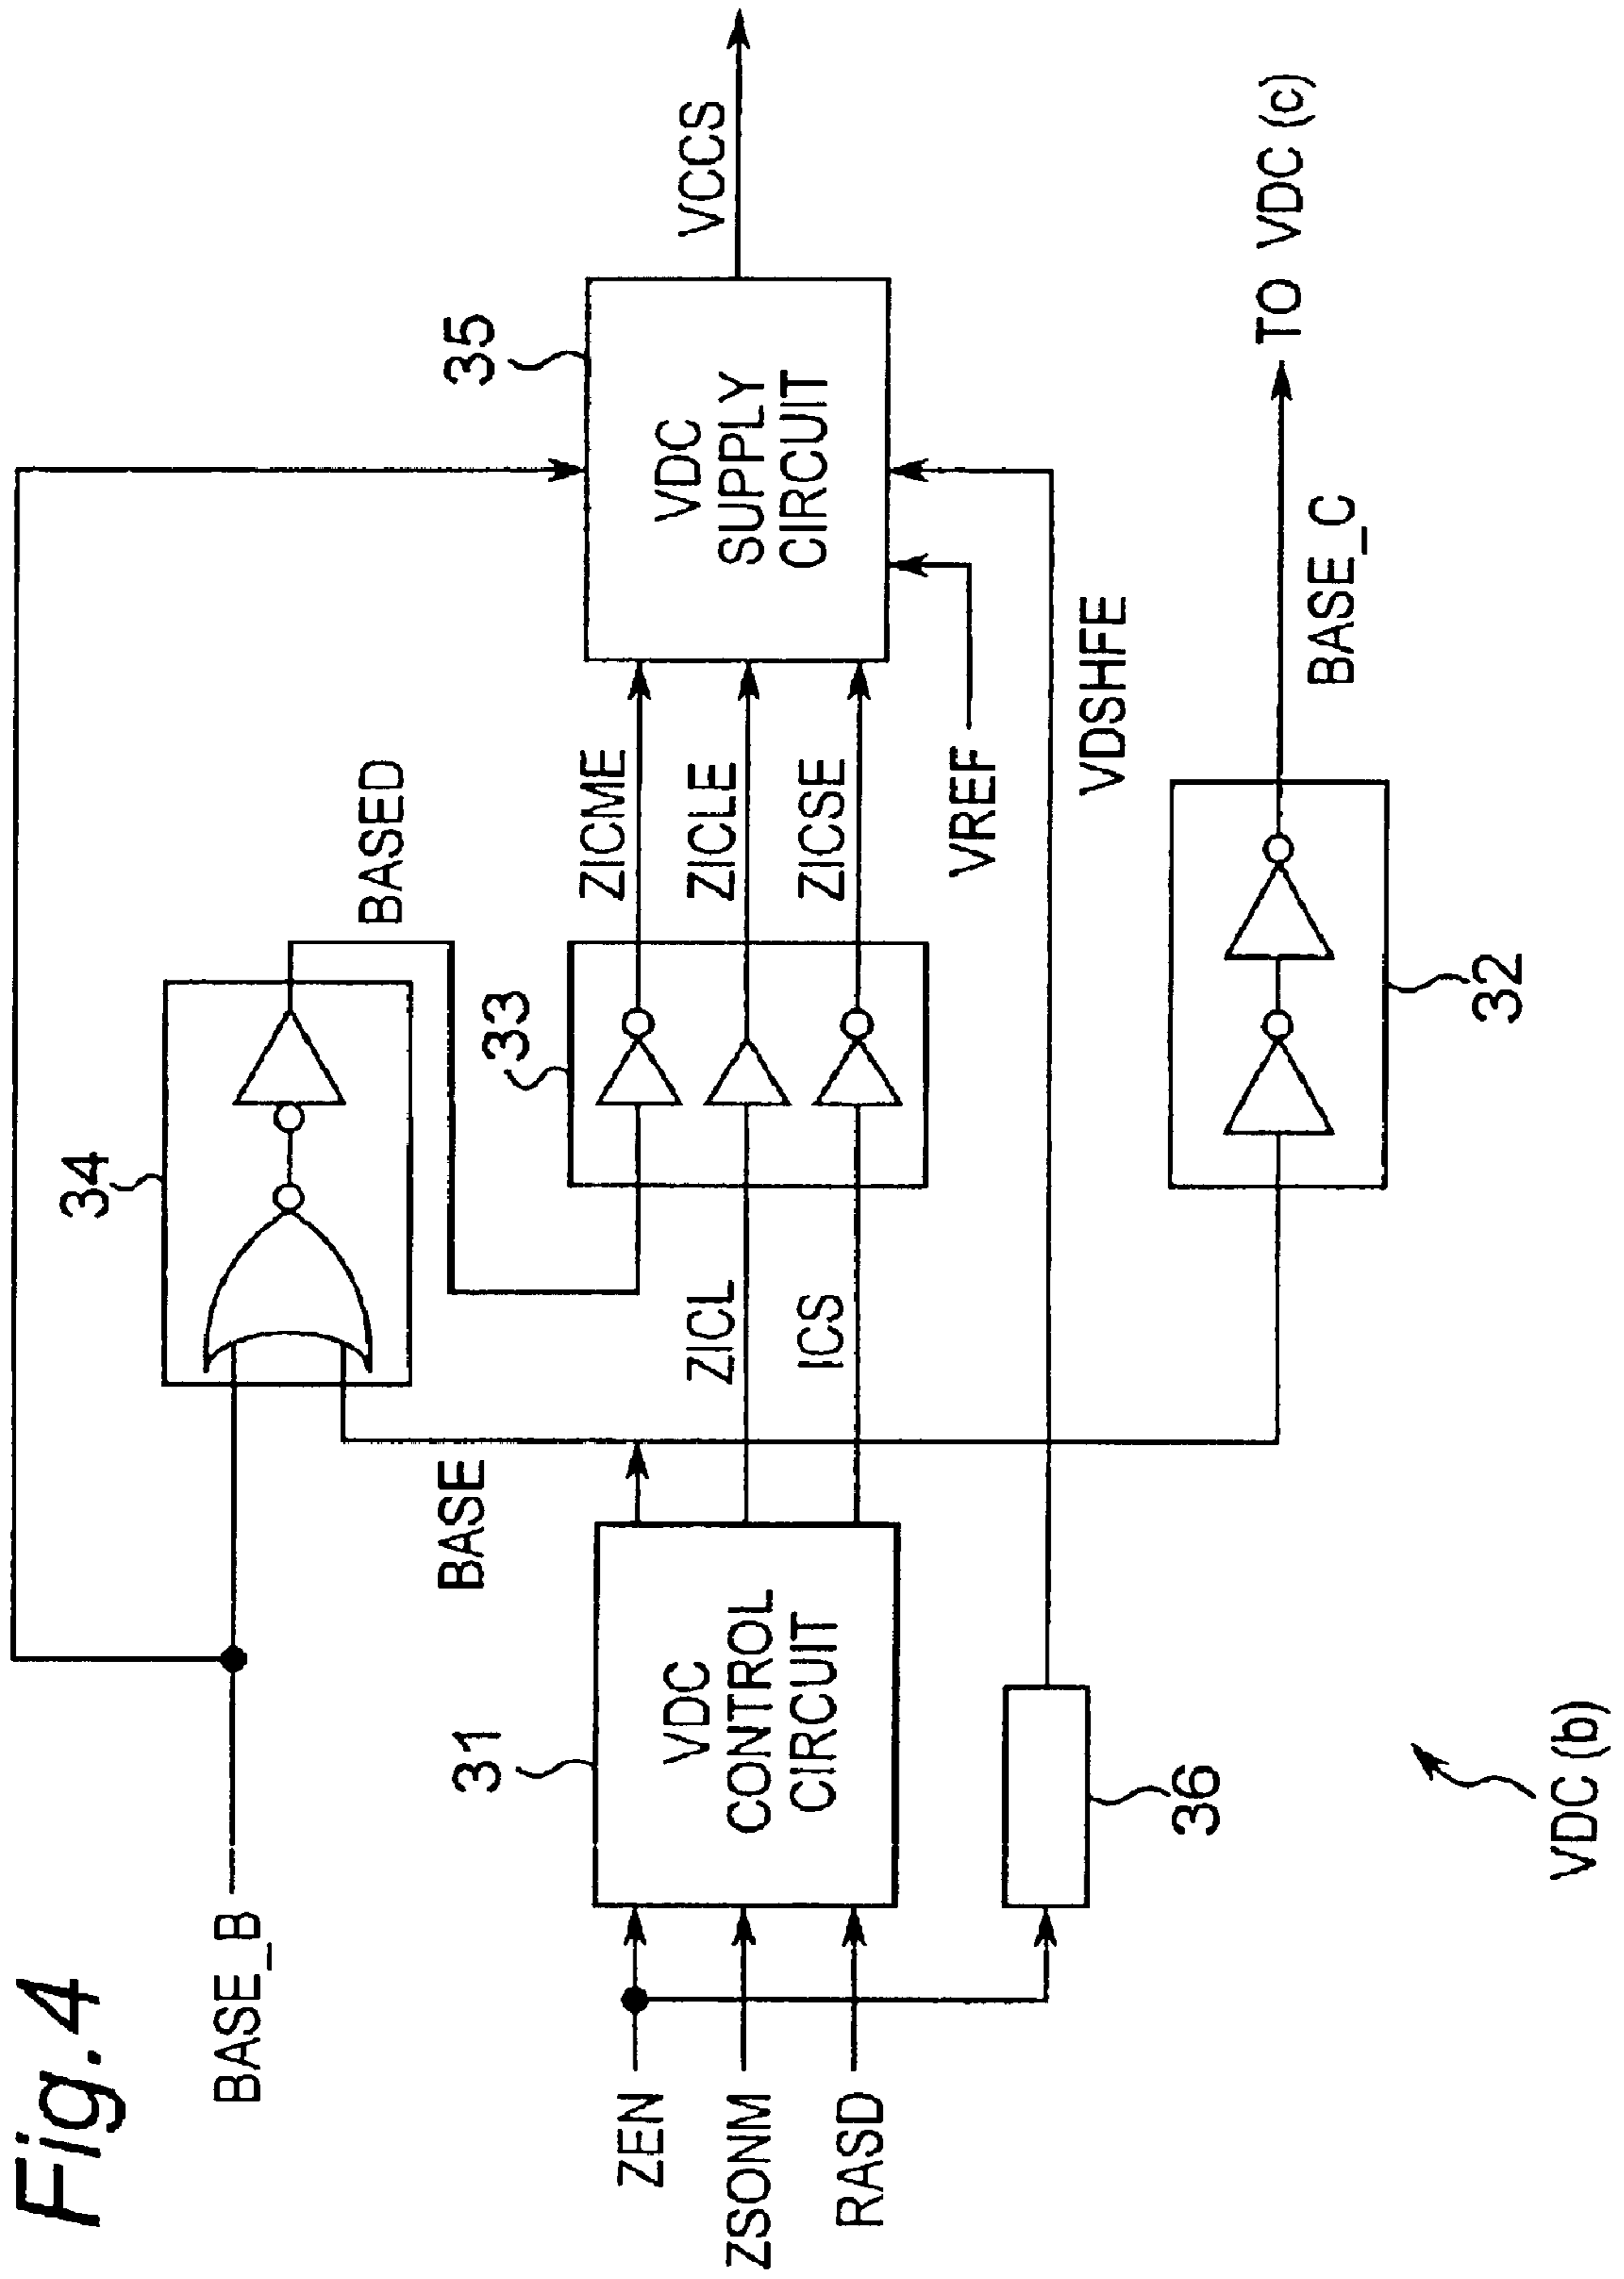 Fig.4
BASE_B
34
BASED
35
VCCS
BASE
33
ZICME
ZEN
ZSONM
RASD
31
VDC
CONTROL
CIRCUIT
ZICL
ICS
ZICLE
ZICSE
VDC
SUPPLY
CIRCUIT
VREF
VDSHFE
36
32
BASE_C
TO VDC (c)
VDC (b)